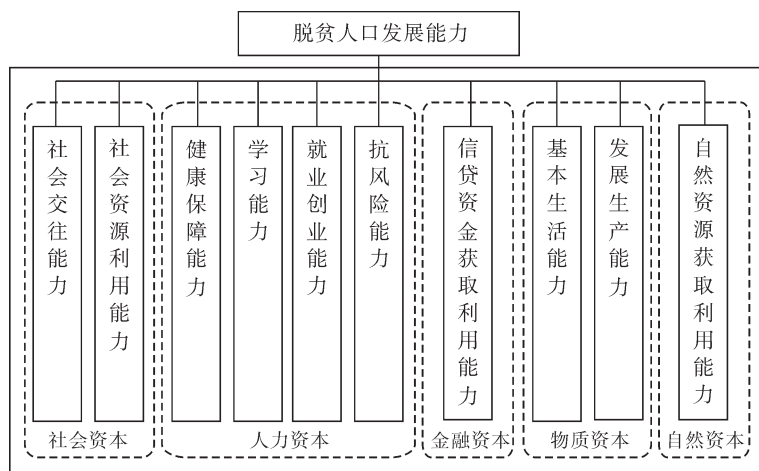 脱贫人口发展能力
社会交往能力
社会资源利用能力
健康保障能力
学习能力
就业创业能力
抗风险能力
信贷资金获取利用能力
基本生活能力
发展生产能力
自然资源获取利用能力
社会资本
人力资本
金融资本
物质资本
自然资本